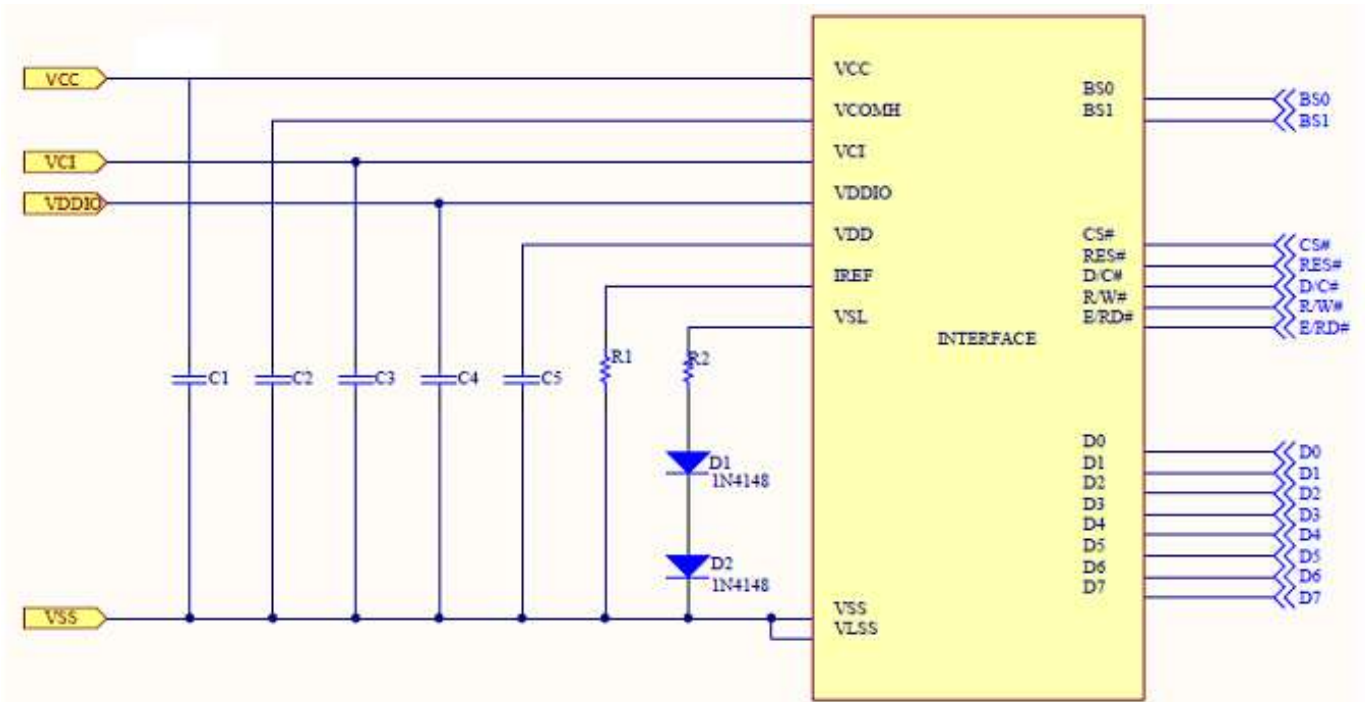 VCC
VCI
VDDIO
VSS
VCC
VCOMH
VCI
VDDIO
VDD
IREF
VSL
VSS
VLSS
INTERFACE
BS0
BS1
CS#
RES#
D/C#
R/W#
E/RD#
D0
D1
D2
D3
D4
D5
D6
D7
BS0
BS1
CS#
RES#
D/C#
R/W#
E/RD#
D0
D1
D2
D3
D4
D5
D6
D7
C1
C2
C3
C4
C5
R1
R2
D1
1N4148
D2
1N4148